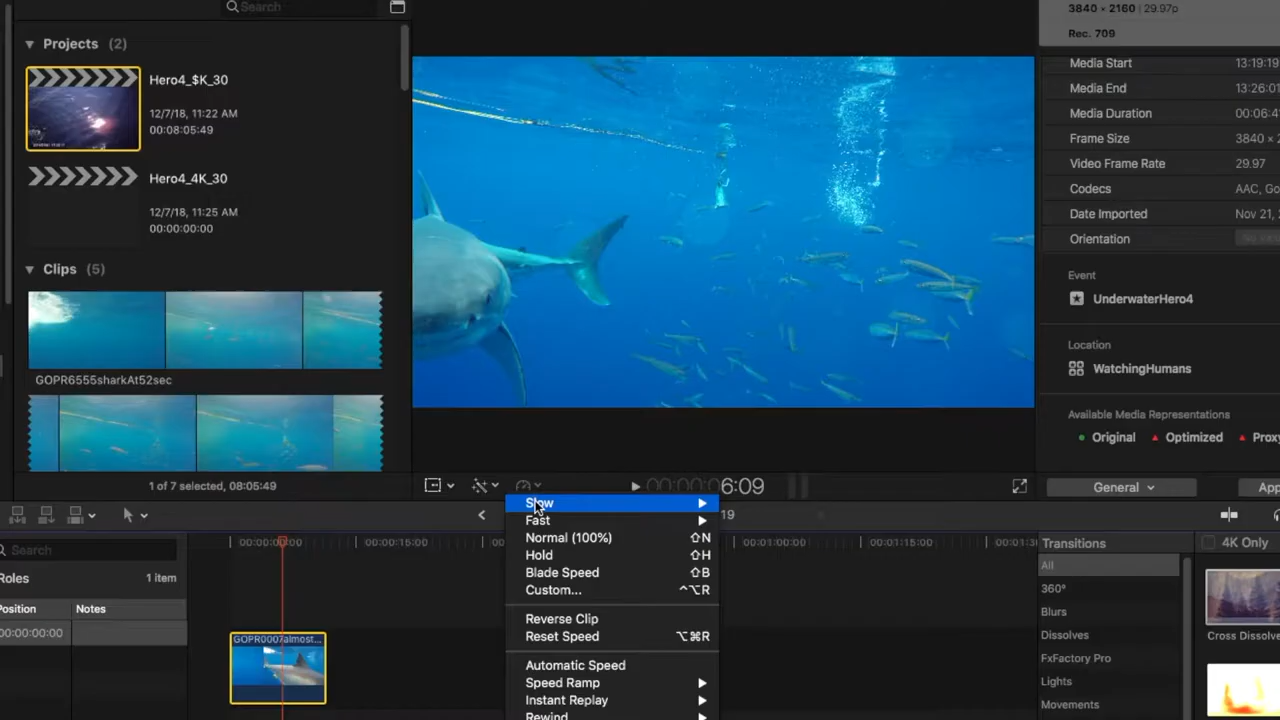 Search
Projects (2)
Hero4_$K_30
12/7/18, 11:22 AM
00:08:05:49
Hero4_4K_30
12/7/18, 11:25 AM
00:00:00:00
Clips (5)
GOPR6555sharkAt52sec
1 of 7 selected, 08:05:49
6:09
3840 × 2160 | 29.97p
Rec. 709
Media Start 13:19:19
Media End 13:26:01
Media Duration 00:06:4
Frame Size 3840 ×
Video Frame Rate 29.97
Codecs AAC, Go
Date Imported Nov 21,
Orientation
Event
UnderwaterHero4
Location
WatchingHumans
Available Media Representations
Original Optimized Proxy
General App
Slow
Fast
Normal (100%) ⇧N
Hold ⇧H
Blade Speed ⇧B
Custom... ^⌥R
Reverse Clip
Reset Speed ⌥⌘R
Automatic Speed
Speed Ramp
Instant Replay
Rewind
19
Search
Roles 1 item
Position Notes
00:00:00:00
00:00:00:00 00:00:15:00 00: 00:01:00:00 00:01:15:00 00:01:3
GOPR0007almost...
Transitions
All
360°
Blurs
Dissolves
FxFactory Pro
Lights
Movements
4K Only
Cross Dissolve